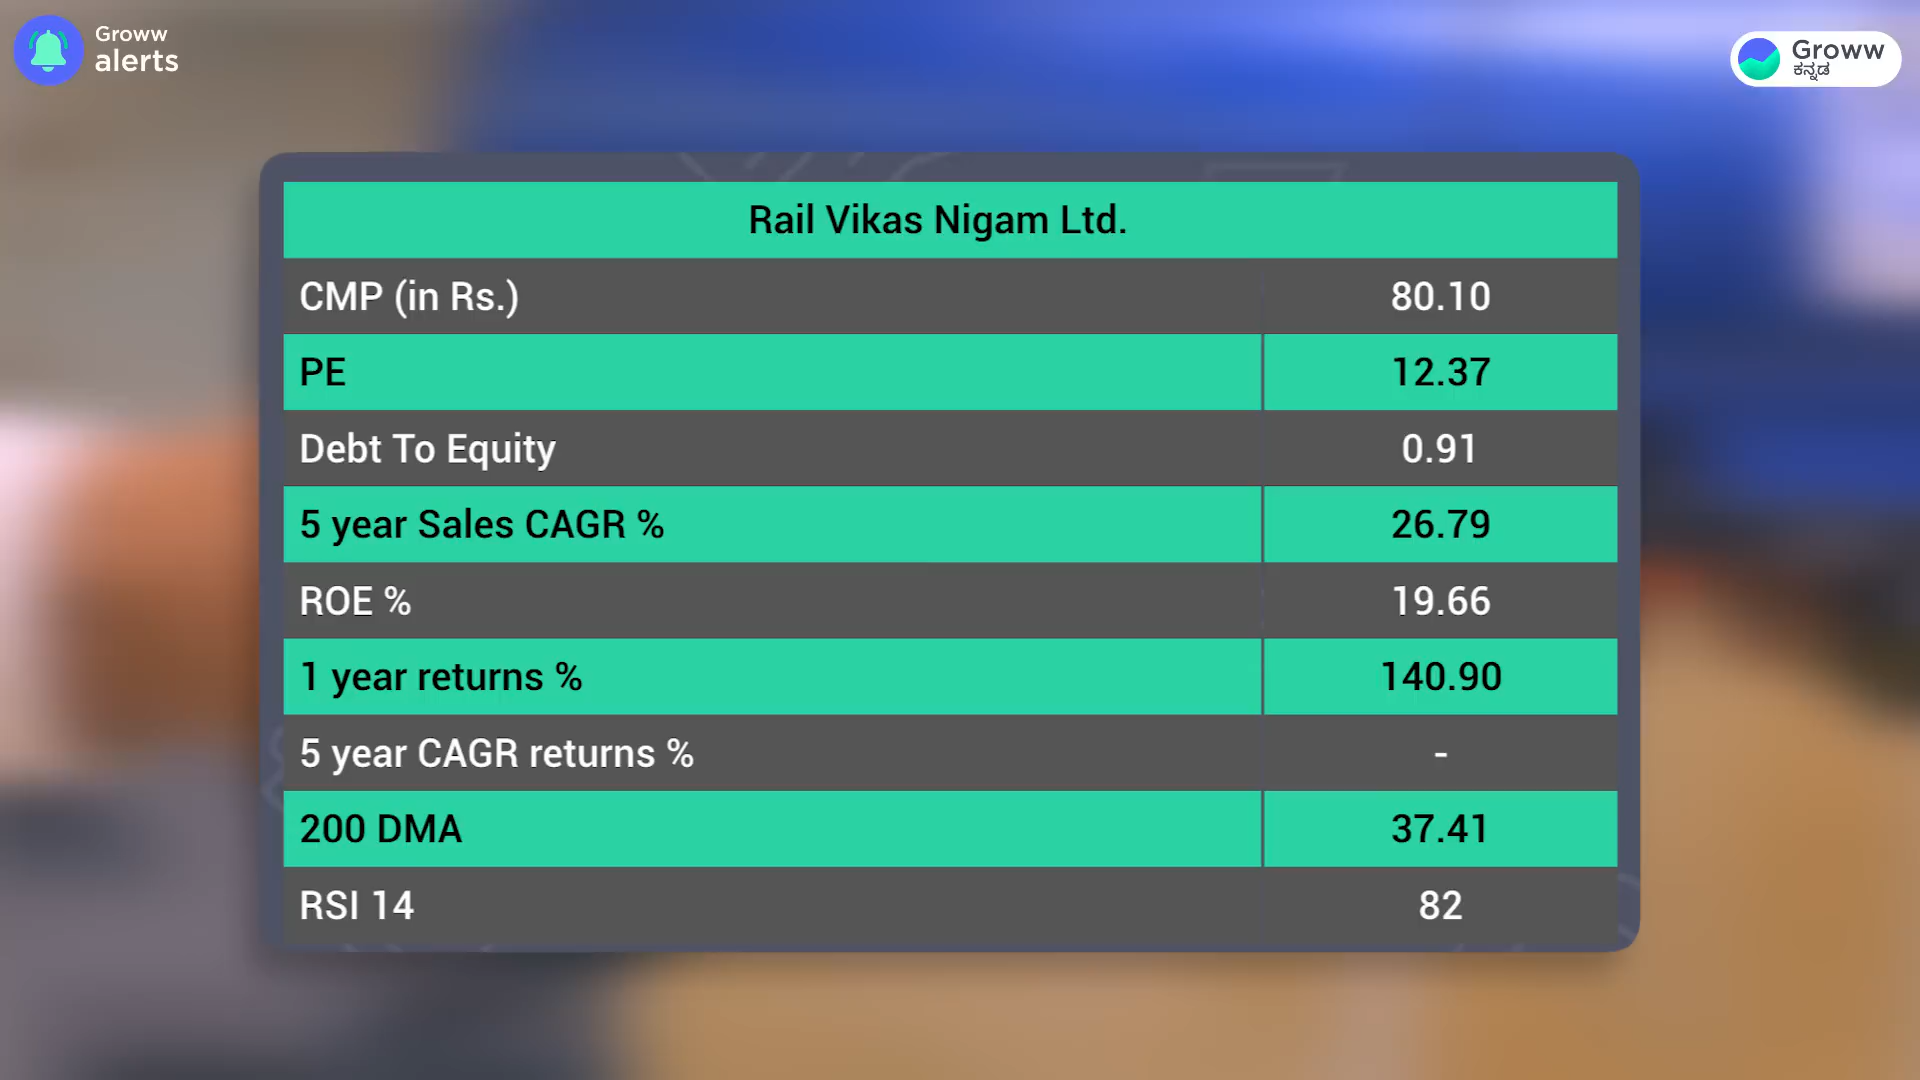 Groww
alerts
Groww
ಕನ್ನಡ
Rail Vikas Nigam Ltd.
CMP (in Rs.) 80.10
PE 12.37
Debt To Equity 0.91
5 year Sales CAGR % 26.79
ROE % 19.66
1 year returns % 140.90
5 year CAGR returns % -
200 DMA 37.41
RSI 14 82